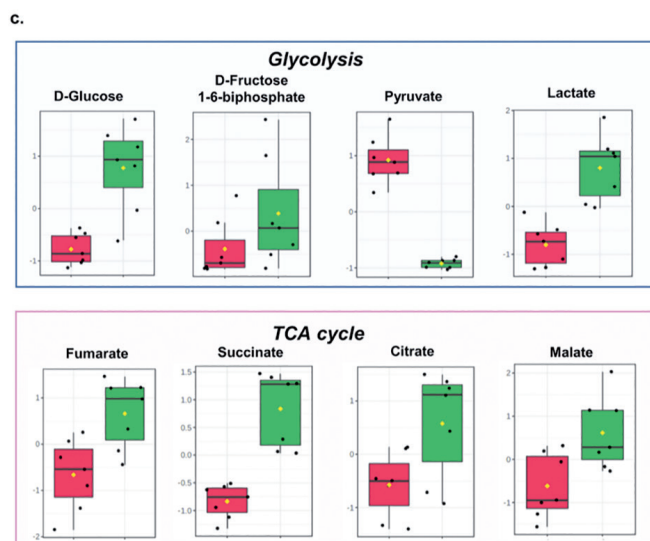 c.
Glycolysis
D-Glucose
D-Fructose
1-6-biphosphate
Pyruvate
Lactate
1
0
-1
2
1
0
1
0
-1
2
1
0
-1
TCA cycle
Fumarate
Succinate
Citrate
Malate
1
0
-1
-2
1.5
1.0
0.5
0.0
-0.5
-1.0
1
0
-1
2
1
0
-1